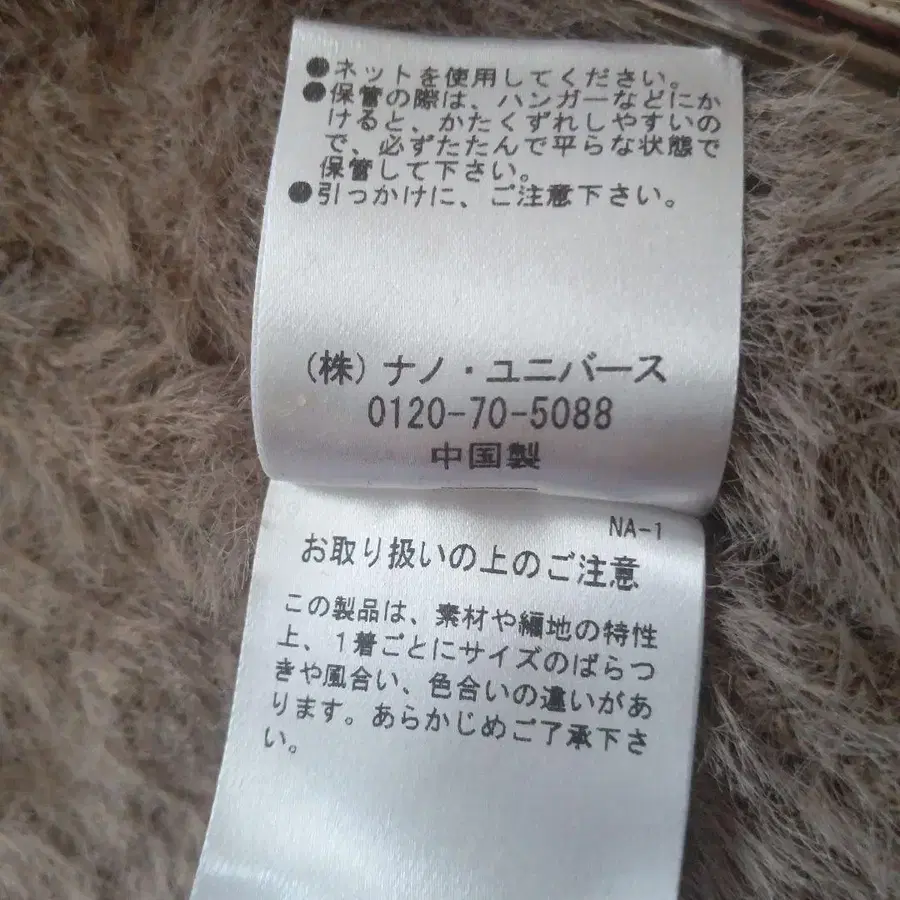 ●ネットを使用してください。
●保管の際は、ハンガーなどにか
けると、かたくずれしやすいの
で、必ずたたんで平らな状態で
保管して下さい。
●引っかけに、ご注意下さい。
(株)ナノ・ユニバース
0120-70-5088
中国製
NA-1
お取り扱いの上のご注意
この製品は、素材や編地の特性
上、1着ごとにサイズのばらつ
きや風合い、色合いの違いがあ
ります。あらかじめご了承下さ
い。